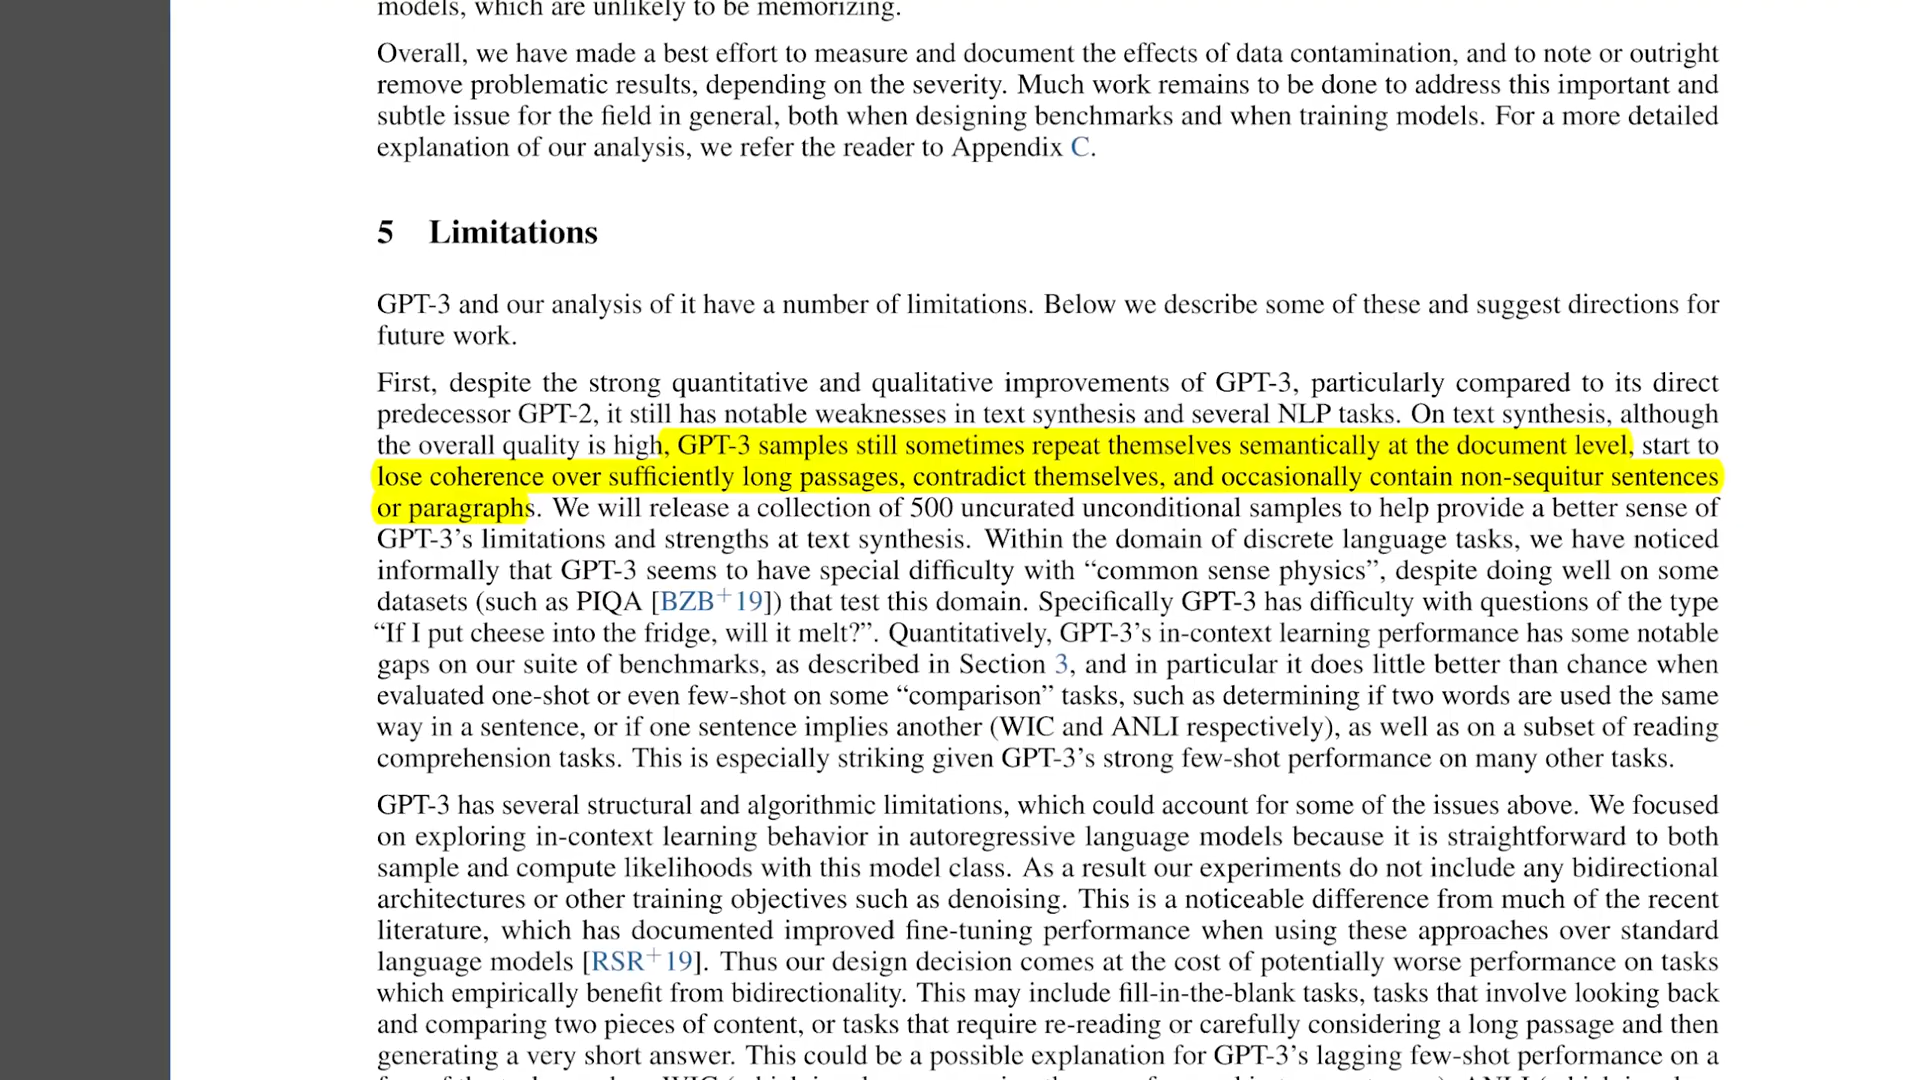 models, which are unlikely to be memorizing.
Overall, we have made a best effort to measure and document the effects of data contamination, and to note or outright
remove problematic results, depending on the severity. Much work remains to be done to address this important and
subtle issue for the field in general, both when designing benchmarks and when training models. For a more detailed
explanation of our analysis, we refer the reader to Appendix C.
5 Limitations
GPT-3 and our analysis of it have a number of limitations. Below we describe some of these and suggest directions for
future work.
First, despite the strong quantitative and qualitative improvements of GPT-3, particularly compared to its direct
predecessor GPT-2, it still has notable weaknesses in text synthesis and several NLP tasks. On text synthesis, although
the overall quality is high, GPT-3 samples still sometimes repeat themselves semantically at the document level, start to
lose coherence over sufficiently long passages, contradict themselves, and occasionally contain non-sequitur sentences
or paragraphs. We will release a collection of 500 uncurated unconditional samples to help provide a better sense of
GPT-3’s limitations and strengths at text synthesis. Within the domain of discrete language tasks, we have noticed
informally that GPT-3 seems to have special difficulty with “common sense physics”, despite doing well on some
datasets (such as PIQA [BZB+19]) that test this domain. Specifically GPT-3 has difficulty with questions of the type
“If I put cheese into the fridge, will it melt?”. Quantitatively, GPT-3’s in-context learning performance has some notable
gaps on our suite of benchmarks, as described in Section 3, and in particular it does little better than chance when
evaluated one-shot or even few-shot on some “comparison” tasks, such as determining if two words are used the same
way in a sentence, or if one sentence implies another (WIC and ANLI respectively), as well as on a subset of reading
comprehension tasks. This is especially striking given GPT-3’s strong few-shot performance on many other tasks.
GPT-3 has several structural and algorithmic limitations, which could account for some of the issues above. We focused
on exploring in-context learning behavior in autoregressive language models because it is straightforward to both
sample and compute likelihoods with this model class. As a result our experiments do not include any bidirectional
architectures or other training objectives such as denoising. This is a noticeable difference from much of the recent
literature, which has documented improved fine-tuning performance when using these approaches over standard
language models [RSR+19]. Thus our design decision comes at the cost of potentially worse performance on tasks
which empirically benefit from bidirectionality. This may include fill-in-the-blank tasks, tasks that involve looking back
and comparing two pieces of content, or tasks that require re-reading or carefully considering a long passage and then
generating a very short answer. This could be a possible explanation for GPT-3’s lagging few-shot performance on a